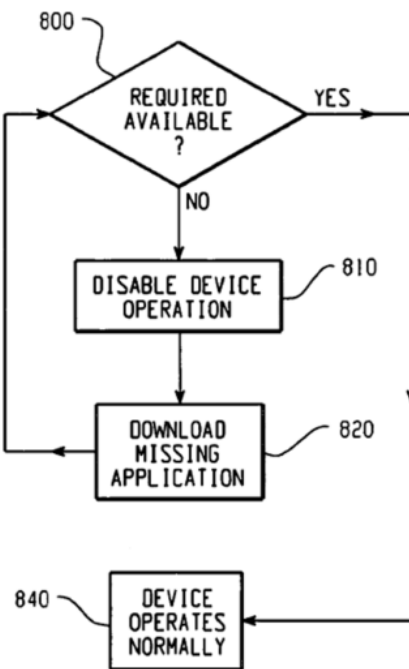 800
REQUIRED
AVAILABLE
?
YES
NO
DISABLE DEVICE
OPERATION
810
DOWNLOAD
MISSING
APPLICATION
820
840
DEVICE
OPERATES
NORMALLY